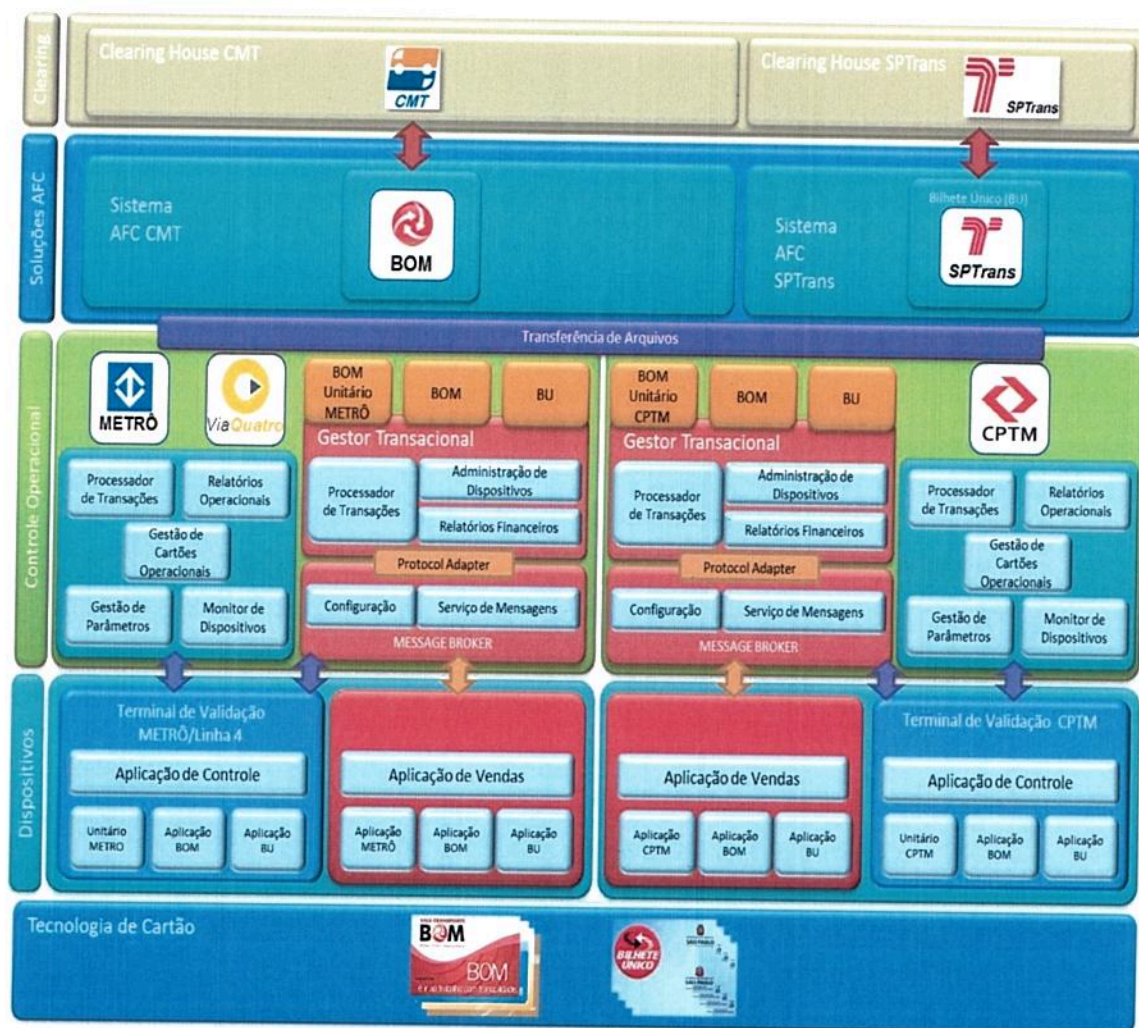 Clearing
Clearing House CMT
CMT
Clearing House SPTrans
SPTrans
Soluções AFC
Sistema
AFC CMT
BOM
Sistema
AFC
SPTrans
Bilhete Único (BU)
SPTrans
Transferência de Arquivos
Controle Operacional
METRÔ
ViaQuatro
Processador
de Transações
Relatórios
Operacionais
Gestão de
Cartões
Operacionais
Gestão de
Parâmetros
Monitor de
Dispositivos
BOM
Unitário
METRÔ
BOM
BU
Gestor Transacional
Processador
de Transações
Administração de
Dispositivos
Relatórios Financeiros
Protocol Adapter
Configuração
Serviço de Mensagens
MESSAGE BROKER
BOM
Unitário
CPTM
BOM
BU
Gestor Transacional
Processador
de Transações
Administração de
Dispositivos
Relatórios Financeiros
Protocol Adapter
Configuração
Serviço de Mensagens
MESSAGE BROKER
CPTM
Processador
de Transações
Relatórios
Operacionais
Gestão de
Cartões
Operacionais
Gestão de
Parâmetros
Monitor de
Dispositivos
Dispositivos
Terminal de Validação
METRÔ/Linha 4
Aplicação de Controle
Unitário
METRO
Aplicação
BOM
Aplicação
BU
Aplicação de Vendas
Aplicação
METRÔ
Aplicação
BOM
Aplicação
BU
Aplicação de Vendas
Aplicação
CPTM
Aplicação
BOM
Aplicação
BU
Terminal de Validação CPTM
Aplicação de Controle
Unitário
CPTM
Aplicação
BOM
Aplicação
BU
Tecnologia de Cartão
BOM
BOM
BILHETE
ÚNICO
SÃO PAULO